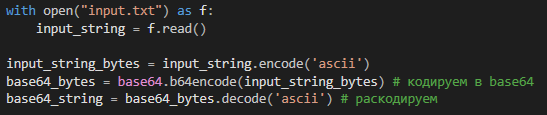 with open("input.txt") as f:
    input_string = f.read()

input_string_bytes = input_string.encode('ascii')
base64_bytes = base64.b64encode(input_string_bytes) # кодируем в base64
base64_string = base64_bytes.decode('ascii') # раскодируем